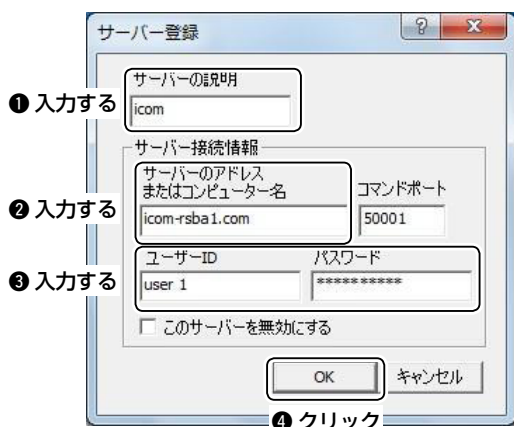 サーバー登録
サーバーの説明
❶ 入力する
icom
サーバー接続情報
サーバーのアドレス
またはコンピューター名
コマンドポート
❷ 入力する
icom-rsba1.com
50001
ユーザーID
パスワード
❸ 入力する
user 1
**********
このサーバーを無効にする
OK
キャンセル
❹ クリック